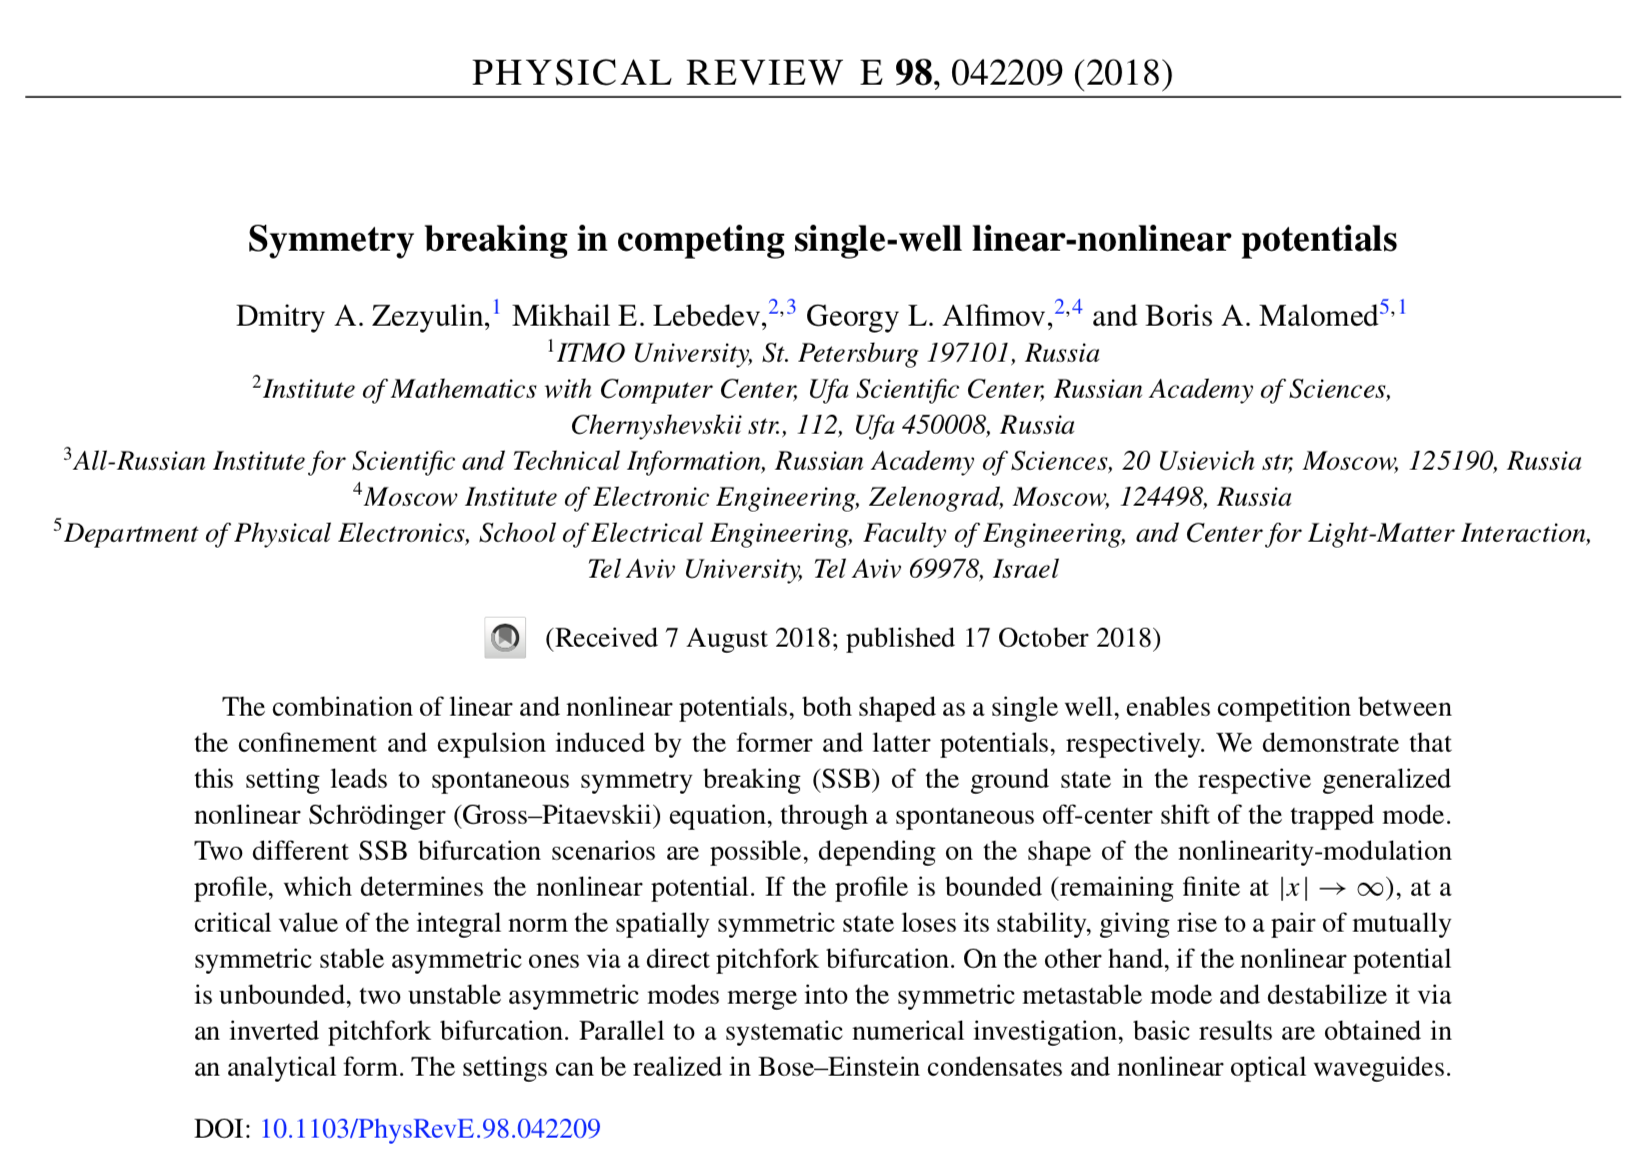 PHYSICAL REVIEW E 98, 042209 (2018)
Symmetry breaking in competing single-well linear-nonlinear potentials
Dmitry A. Zezyulin,1 Mikhail E. Lebedev,2,3 Georgy L. Alfimov,2,4 and Boris A. Malomed5,1
1ITMO University, St. Petersburg 197101, Russia
2Institute of Mathematics with Computer Center, Ufa Scientific Center, Russian Academy of Sciences,
Chernyshevskii str., 112, Ufa 450008, Russia
3All-Russian Institute for Scientific and Technical Information, Russian Academy of Sciences, 20 Usievich str, Moscow, 125190, Russia
4Moscow Institute of Electronic Engineering, Zelenograd, Moscow, 124498, Russia
5Department of Physical Electronics, School of Electrical Engineering, Faculty of Engineering, and Center for Light-Matter Interaction,
Tel Aviv University, Tel Aviv 69978, Israel
(Received 7 August 2018; published 17 October 2018)
The combination of linear and nonlinear potentials, both shaped as a single well, enables competition between
the confinement and expulsion induced by the former and latter potentials, respectively. We demonstrate that
this setting leads to spontaneous symmetry breaking (SSB) of the ground state in the respective generalized
nonlinear Schrödinger (Gross–Pitaevskii) equation, through a spontaneous off-center shift of the trapped mode.
Two different SSB bifurcation scenarios are possible, depending on the shape of the nonlinearity-modulation
profile, which determines the nonlinear potential. If the profile is bounded (remaining finite at |x| → ∞), at a
critical value of the integral norm the spatially symmetric state loses its stability, giving rise to a pair of mutually
symmetric stable asymmetric ones via a direct pitchfork bifurcation. On the other hand, if the nonlinear potential
is unbounded, two unstable asymmetric modes merge into the symmetric metastable mode and destabilize it via
an inverted pitchfork bifurcation. Parallel to a systematic numerical investigation, basic results are obtained in
an analytical form. The settings can be realized in Bose–Einstein condensates and nonlinear optical waveguides.
DOI: 10.1103/PhysRevE.98.042209